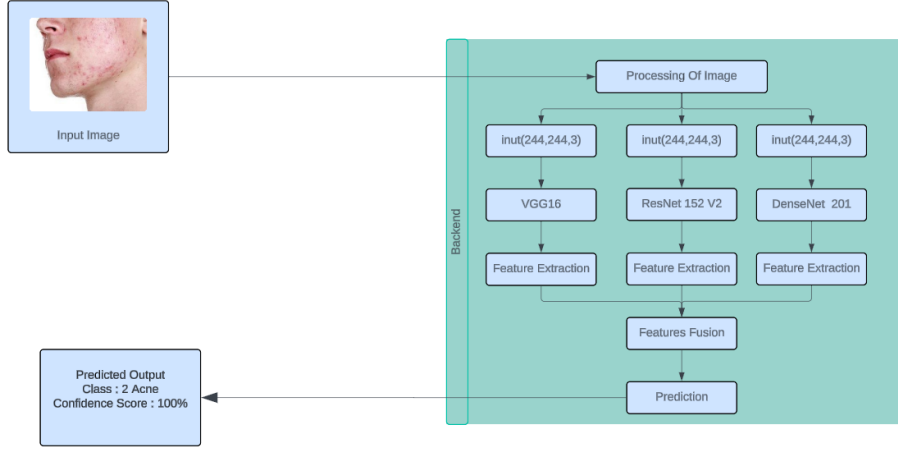 Input Image
Backend
Processing Of Image
inut(244,244,3)
inut(244,244,3)
inut(244,244,3)
VGG16
ResNet 152 V2
DenseNet 201
Feature Extraction
Feature Extraction
Feature Extraction
Features Fusion
Prediction
Predicted Output
Class : 2 Acne
Confidence Score : 100%